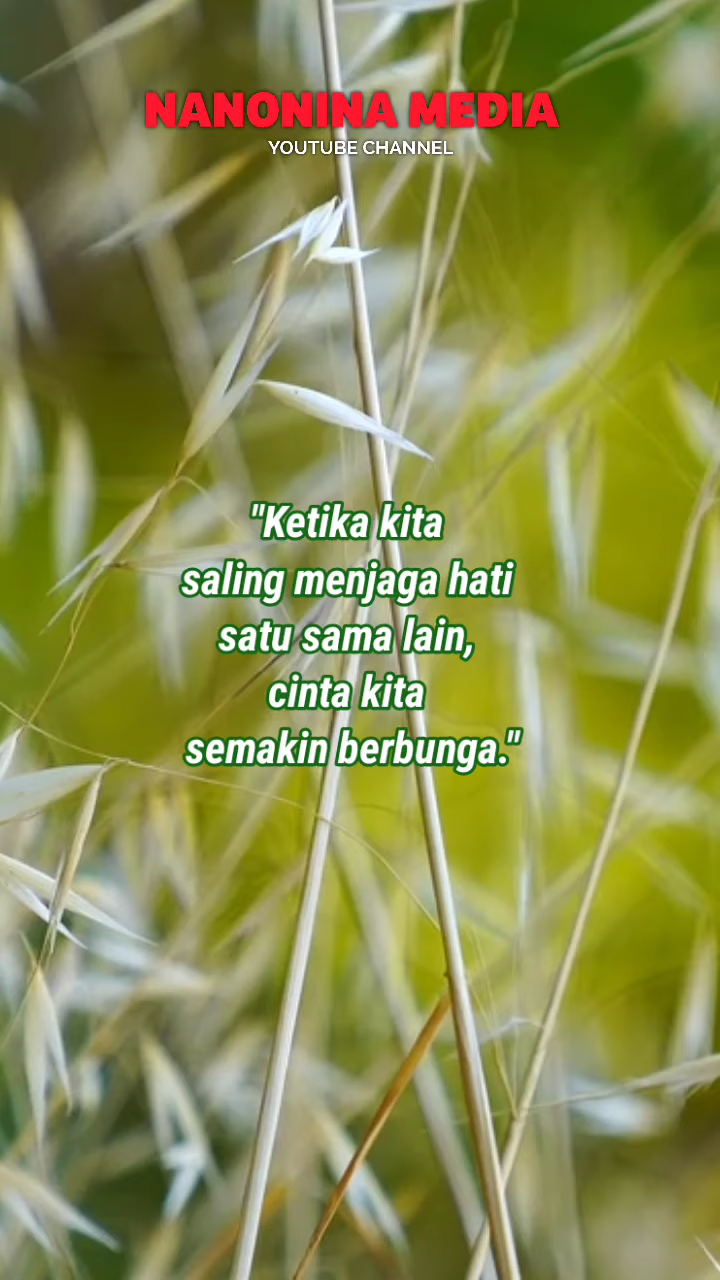 NANONINA MEDIA
YOUTUBE CHANNEL
"Ketika kita
saling menjaga hati
satu sama lain,
cinta kita
semakin berbunga."